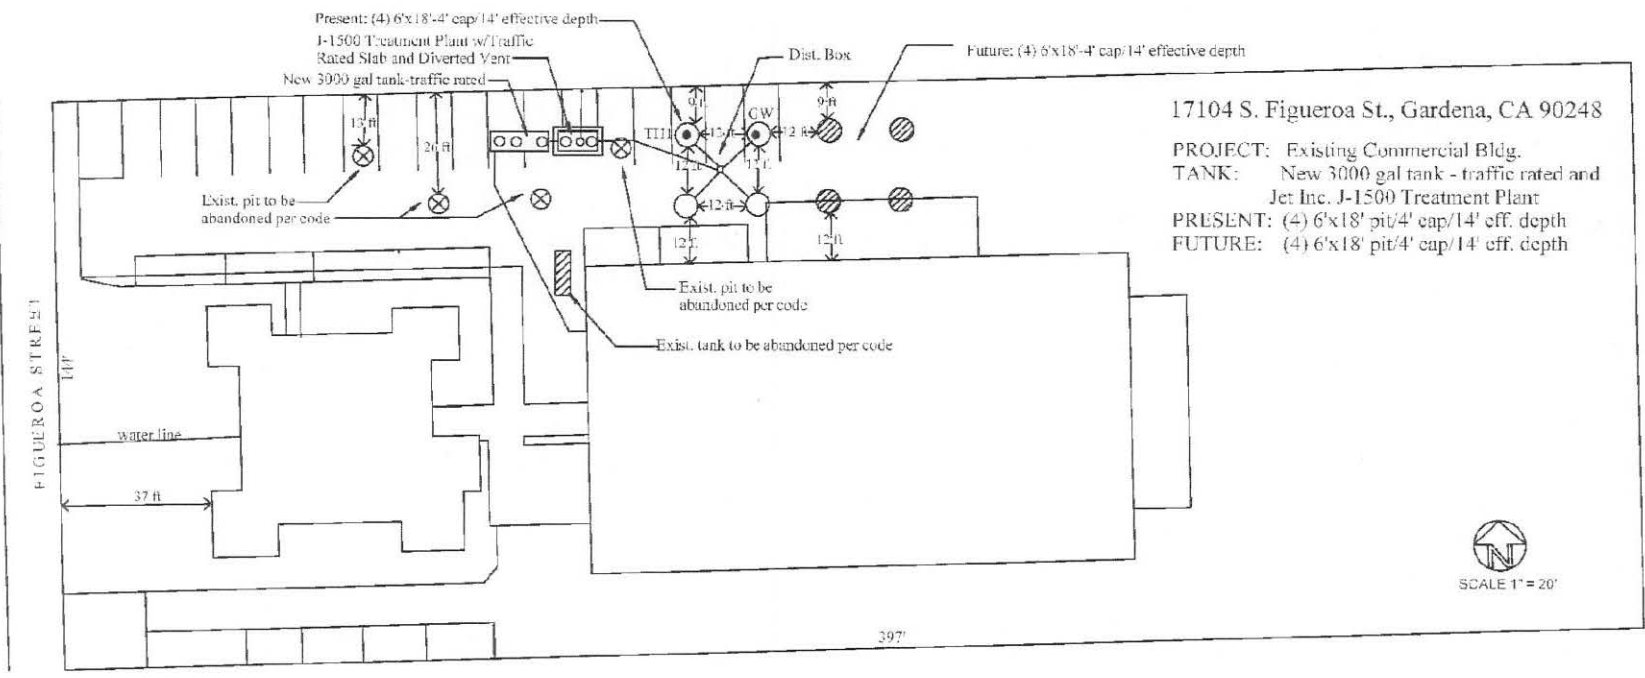 Present: (4) 6'x18'-4' cap/14' effective depth
J-1500 Treatment Plant w/Traffic
Rated Slab and Diverted Vent
New 3000 gal tank-traffic rated
Dist. Box
Future: (4) 6'x18'-4' cap/14' effective depth
17104 S. Figueroa St., Gardena, CA 90248
PROJECT: Existing Commercial Bldg.
TANK: New 3000 gal tank - traffic rated and
Jet Inc. J-1500 Treatment Plant
PRESENT: (4) 6'x18' pit/4' cap/14' eff. depth
FUTURE: (4) 6'x18' pit/4' cap/14' eff. depth
9 ft
9 ft
13 ft
26 ft
TH1
GW
12 ft
12 ft
12 ft
Exist. pit to be
abandoned per code
12 ft
12 ft
12 ft
Exist. pit to be
abandoned per code
Exist. tank to be abandoned per code
FIGUEROA STREET
water line
37 ft
N
SCALE 1" = 20'
397'